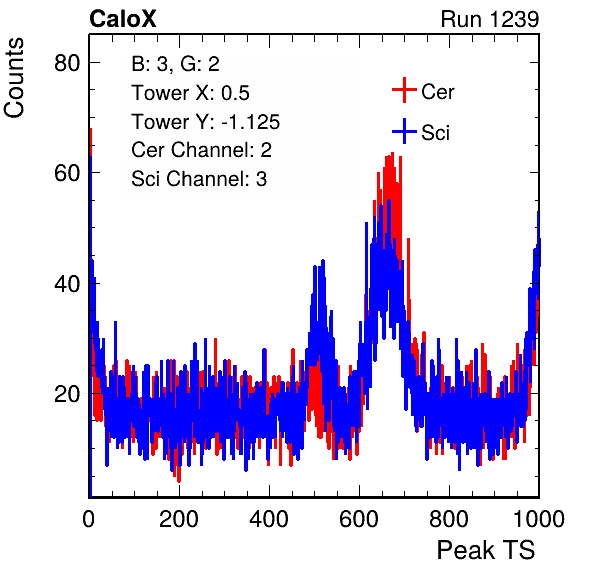 CaloX Run 1239
Counts
B: 3, G: 2
Tower X: 0.5
Tower Y: -1.125
Cer Channel: 2
Sci Channel: 3
Cer
Sci
80
60
40
20
0 200 400 600 800 1000
Peak TS